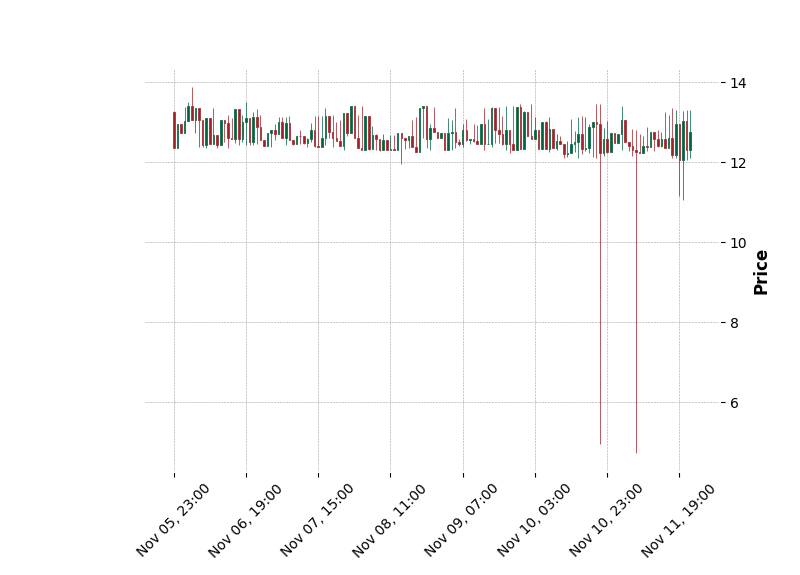 14
12
10
8
6
Price
Nov 05, 23:00
Nov 06, 19:00
Nov 07, 15:00
Nov 08, 11:00
Nov 09, 07:00
Nov 10, 03:00
Nov 10, 23:00
Nov 11, 19:00